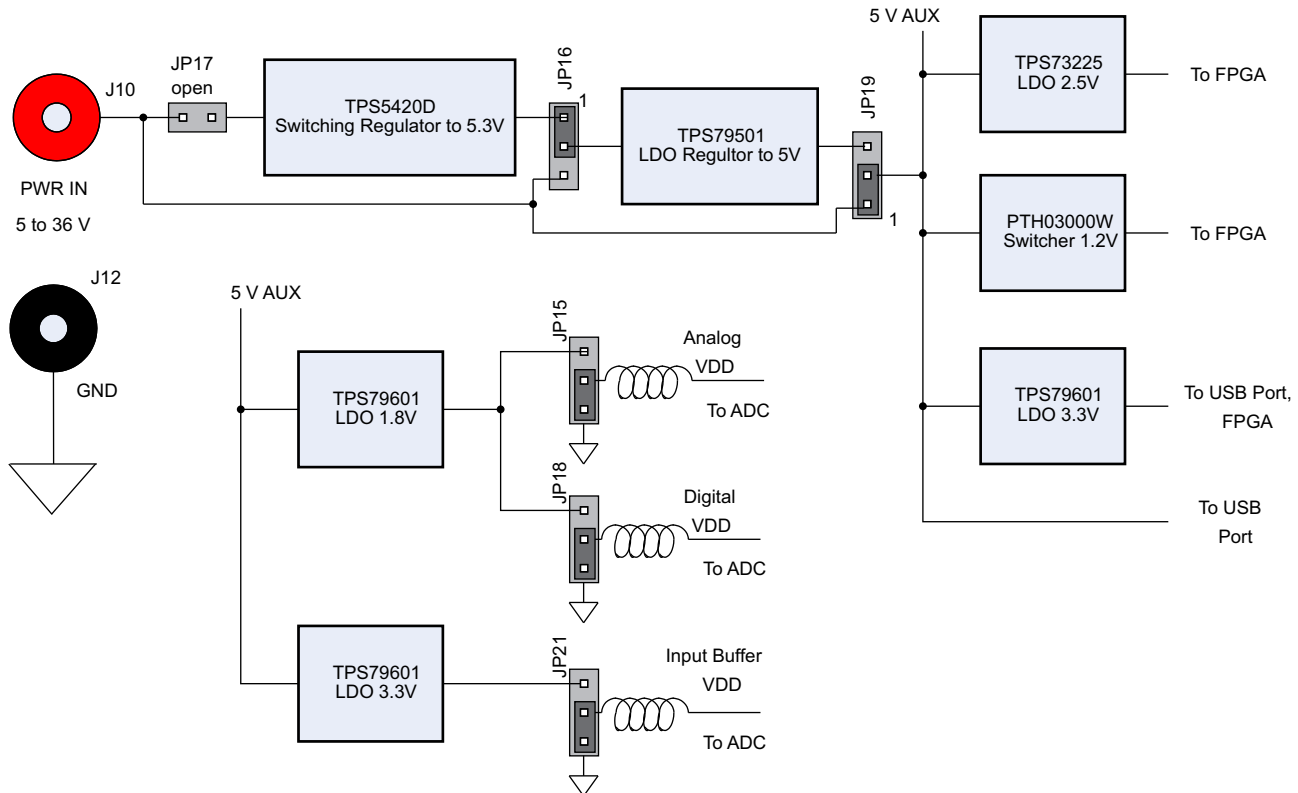 5 V AUX
JP17
open
J10
TPS5420D
Switching Regulator to 5.3V
JP16
1
TPS79501
LDO Regultor to 5V
JP19
1
TPS73225
LDO 2.5V
To FPGA
PWR IN
5 to 36 V
PTH03000W
Switcher 1.2V
To FPGA
J12
GND
5 V AUX
TPS79601
LDO 1.8V
JP15
Analog
VDD
To ADC
TPS79601
LDO 3.3V
To USB Port,
FPGA
JP18
Digital
VDD
To ADC
To USB
Port
TPS79601
LDO 3.3V
JP21
Input Buffer
VDD
To ADC